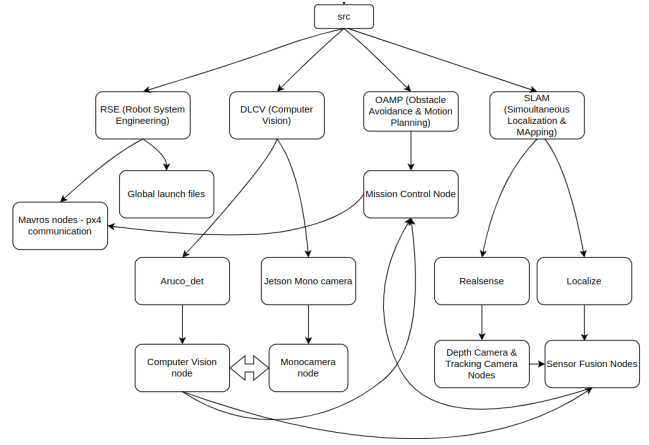 src
RSE (Robot System
Engineering)
DLCV (Computer
Vision)
OAMP (Obstacle
Avoidance & Motion
Planning)
SLAM
(Simoultaneous
Localization &
MApping)
Mavros nodes - px4
communication
Global launch files
Mission Control Node
Aruco_det
Jetson Mono camera
Realsense
Localize
Computer Vision
node
Monocamera
node
Depth Camera &
Tracking Camera
Nodes
Sensor Fusion Nodes